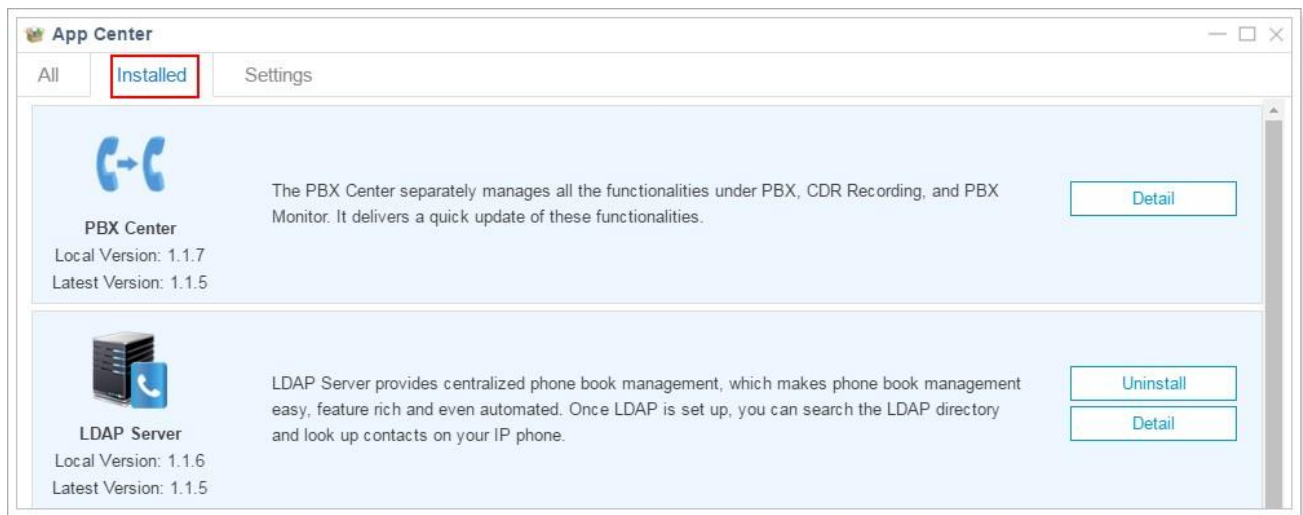 App Center
All
Installed
Settings
PBX Center
Local Version: 1.1.7
Latest Version: 1.1.5
The PBX Center separately manages all the functionalities under PBX, CDR Recording, and PBX
Monitor. It delivers a quick update of these functionalities.
Detail
LDAP Server
Local Version: 1.1.6
Latest Version: 1.1.5
LDAP Server provides centralized phone book management, which makes phone book management
easy, feature rich and even automated. Once LDAP is set up, you can search the LDAP directory
and look up contacts on your IP phone.
Uninstall
Detail